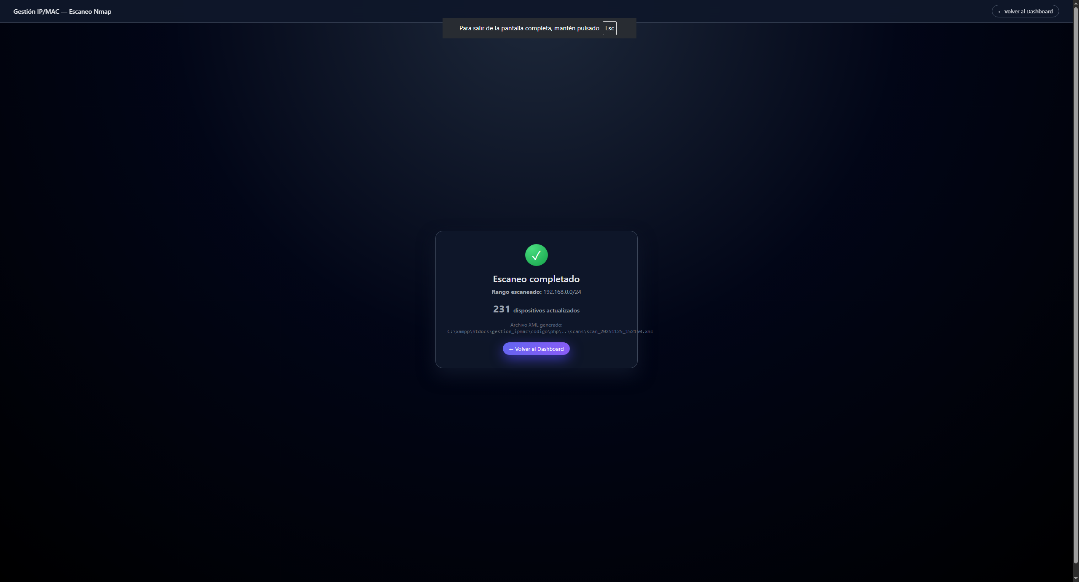 Gestión IP/MAC — Escaneo Nmap
Volver al Dashboard
Para salir de la pantalla completa, mantén pulsado Esc
✓
Escaneo completado
Rango escaneado: 192.168.0.0/24
231 dispositivos actualizados
Archivo XML generado:
← Volver al Dashboard